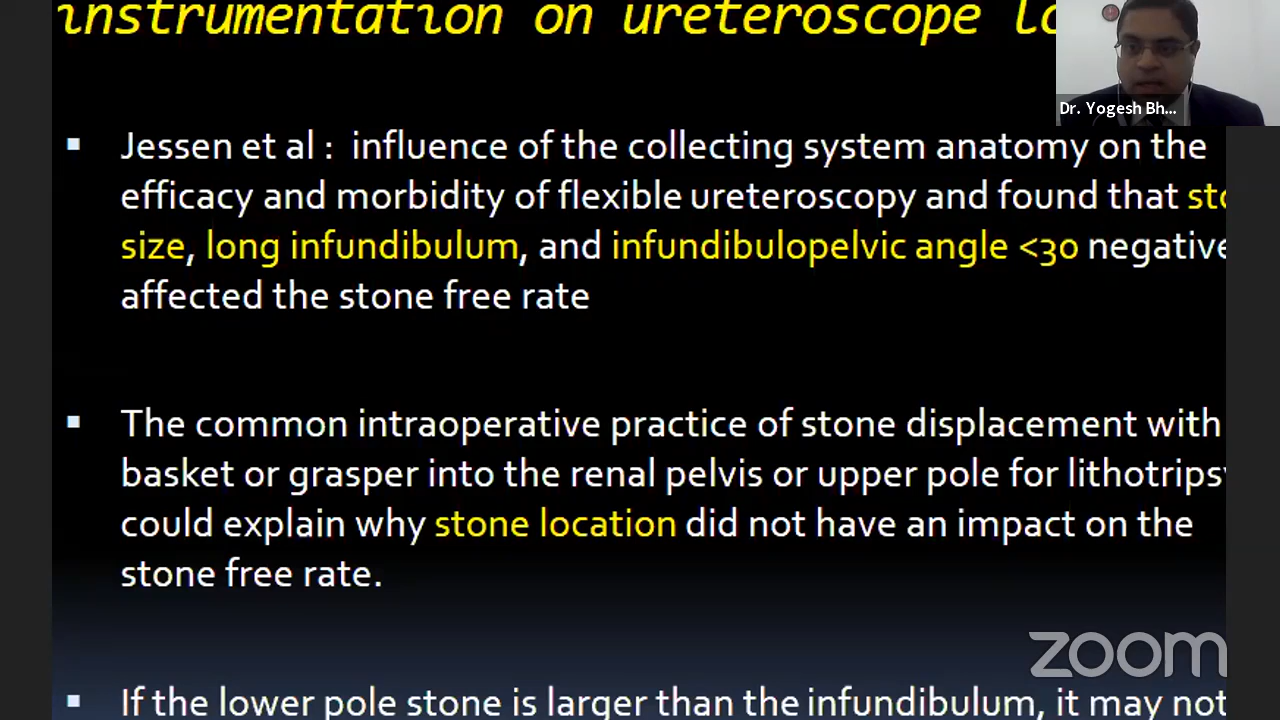 instrumentation on ureteroscope
Dr. Yogesh Bh...
▪ Jessen et al : influence of the collecting system anatomy on the
efficacy and morbidity of flexible ureteroscopy and found that
size, long infundibulum, and infundibulopelvic angle <30
affected the stone free rate
▪ The common intraoperative practice of stone displacement with
basket or grasper into the renal pelvis or upper pole for
could explain why stone location did not have an impact on the
stone free rate.
▪ If the lower pole stone is larger than the infundibulum, it may not
zoom